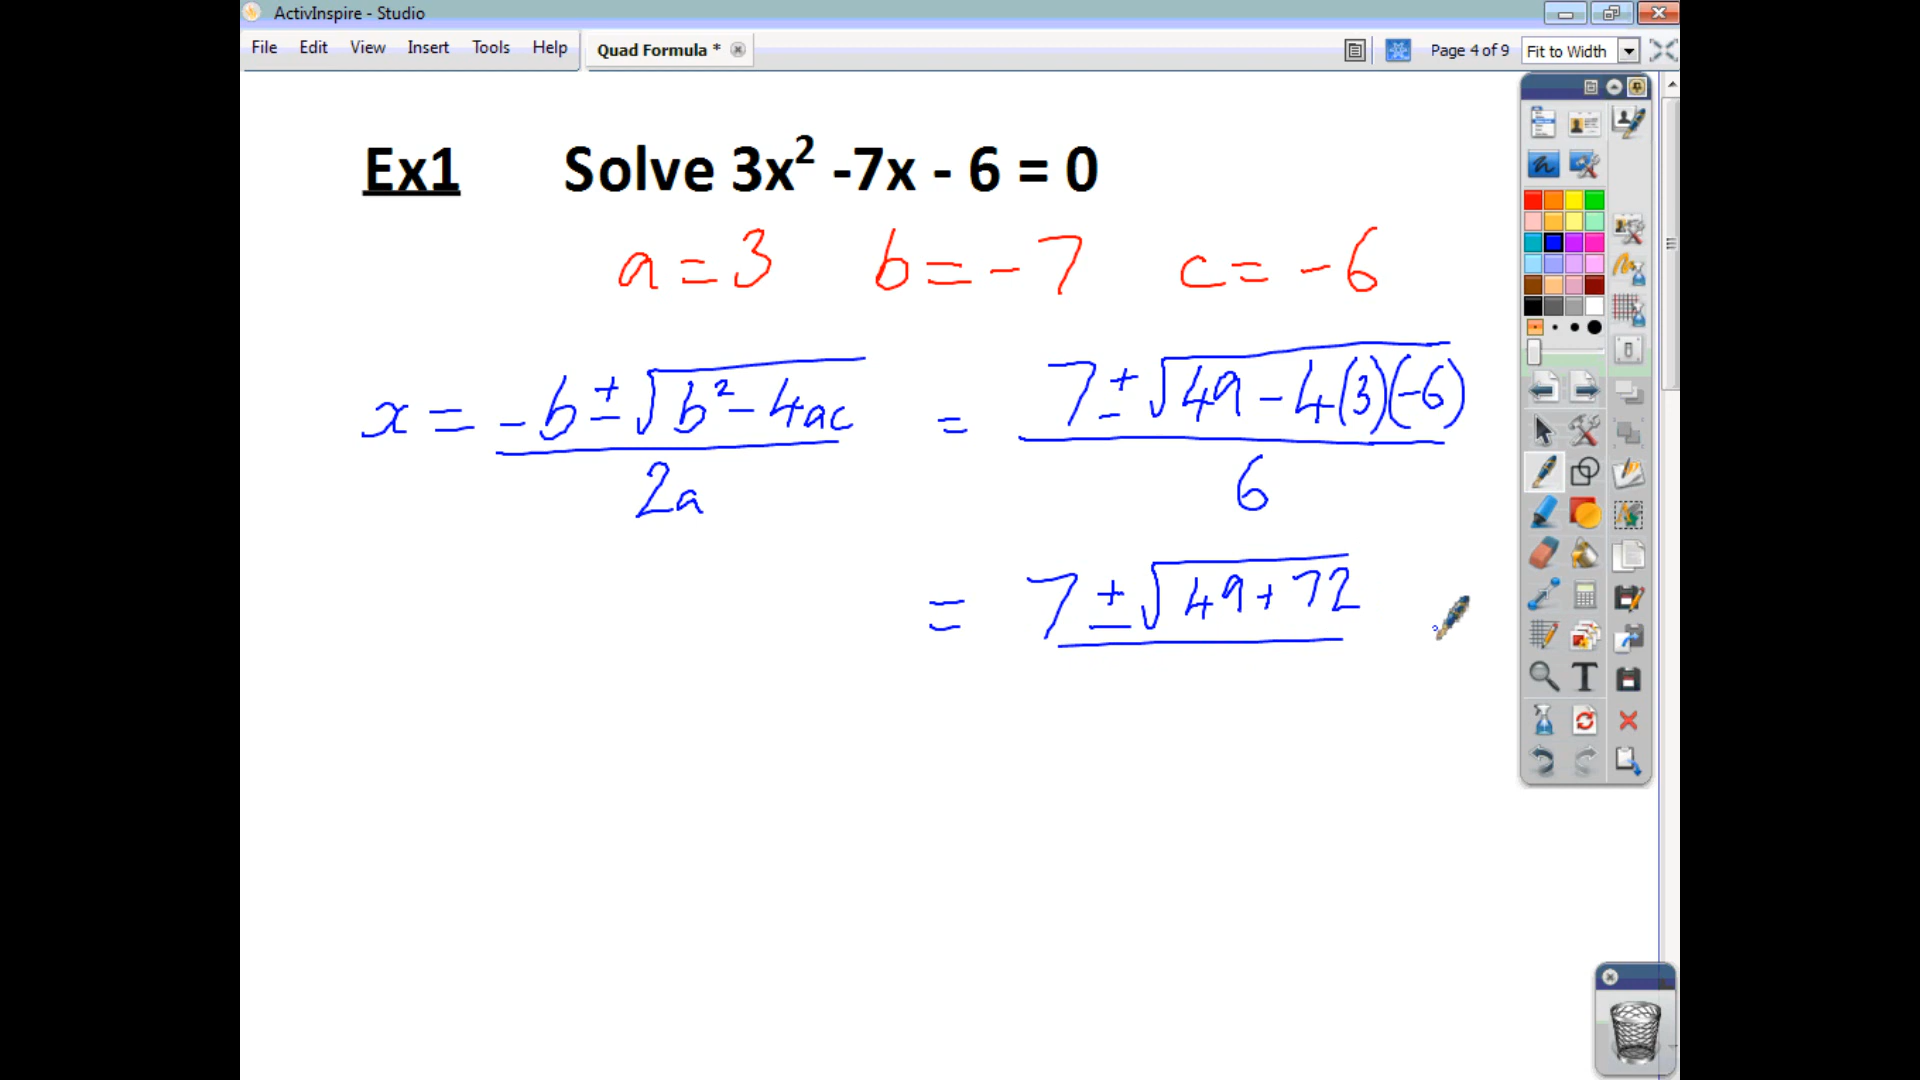 ActivInspire - Studio
File Edit View Insert Tools Help Quad Formula * Page 4 of 9 Fit to Width
Ex1 Solve 3x² -7x - 6 = 0
a = 3 b = -7 c = -6
x = -b ± √b² - 4ac / 2a = 7 ± √49 - 4(3)(-6) / 6
= 7 ± √49 + 72